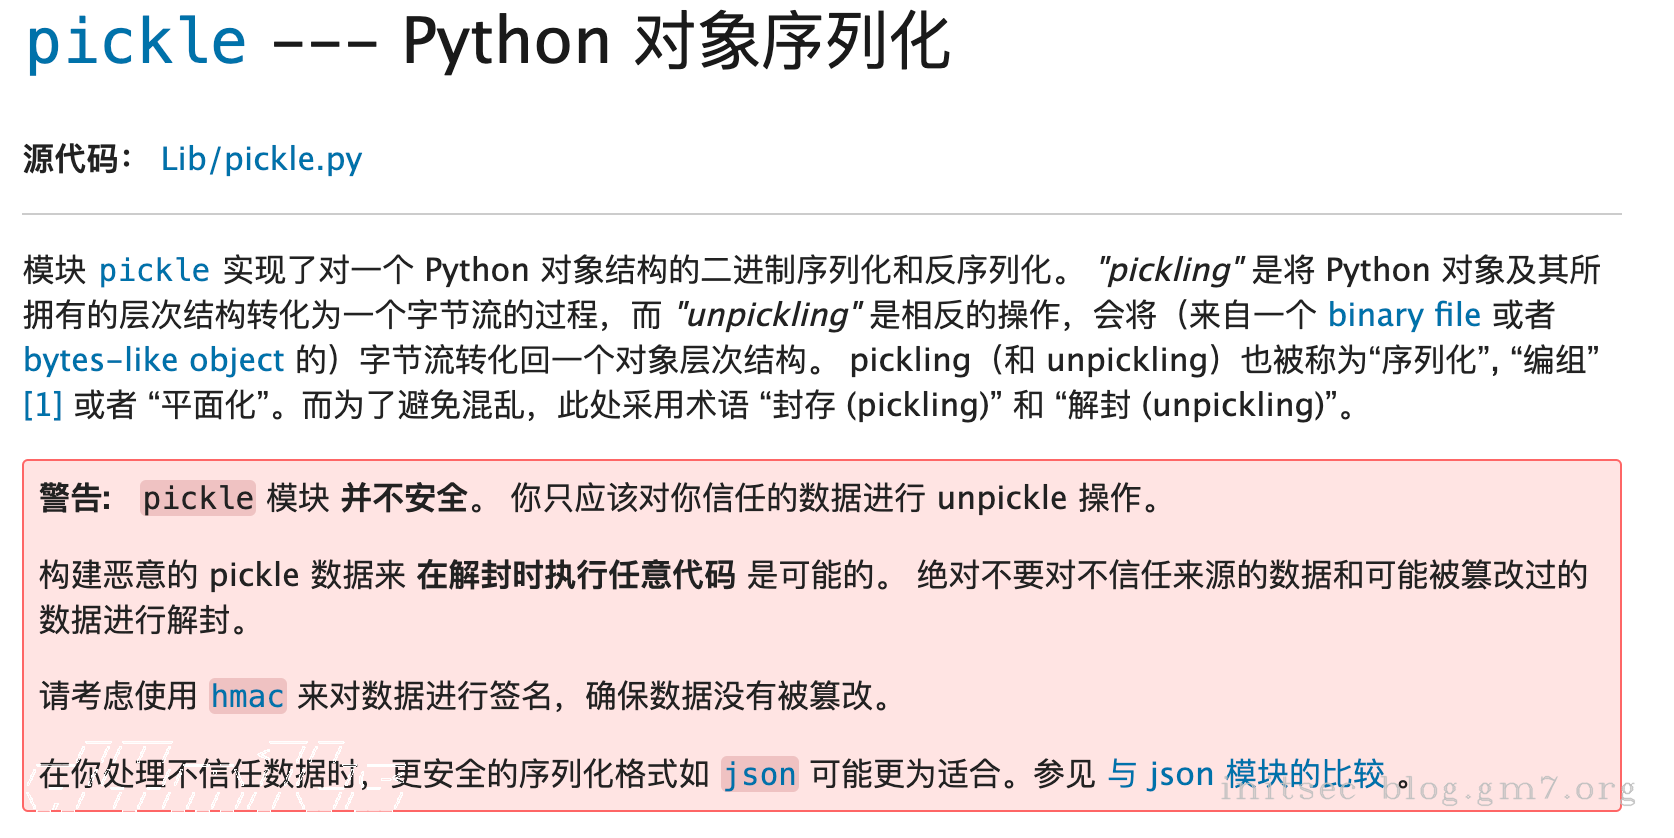 pickle --- Python 对象序列化
源代码： Lib/pickle.py
模块 pickle 实现了对一个 Python 对象结构的二进制序列化和反序列化。 "pickling" 是将 Python 对象及其所
拥有的层次结构转化为一个字节流的过程，而 "unpickling" 是相反的操作，会将（来自一个 binary file 或者
bytes-like object 的）字节流转化回一个对象层次结构。 pickling（和 unpickling）也被称为“序列化”, “编组”
[1] 或者 “平面化”。而为了避免混乱，此处采用术语 “封存 (pickling)” 和 “解封 (unpickling)”。
警告: pickle 模块 并不安全。 你只应该对你信任的数据进行 unpickle 操作。
构建恶意的 pickle 数据来 在解封时执行任意代码 是可能的。 绝对不要对不信任来源的数据和可能被篡改过的
数据进行解封。
请考虑使用 hmac 来对数据进行签名，确保数据没有被篡改。
在你处理不信任数据时，更安全的序列化格式如 json 可能更为适合。参见 与 json 模块的比较 。
initsec blog.gm7.org